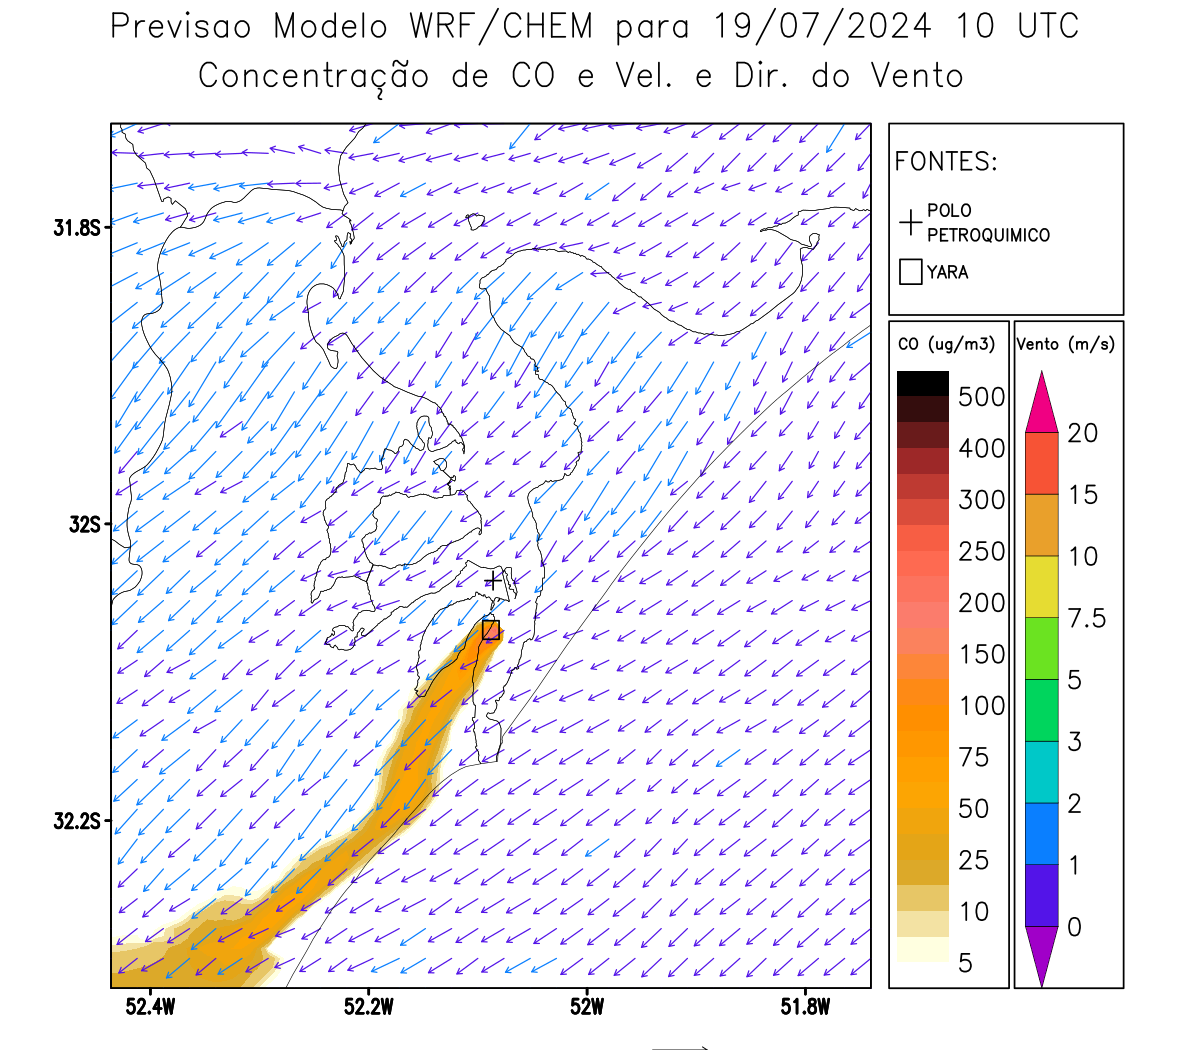 Previsao Modelo WRF/CHEM para 19/07/2024 10 UTC
Concentração de CO e Vel. e Dir. do Vento
FONTES:
POLO
PETROQUIMICO
YARA
CO (ug/m3)
500
400
300
250
200
150
100
75
50
25
10
5
Vento (m/s)
20
15
10
7.5
5
3
2
1
0
31.8S
32S
32.2S
52.4W
52.2W
52W
51.8W